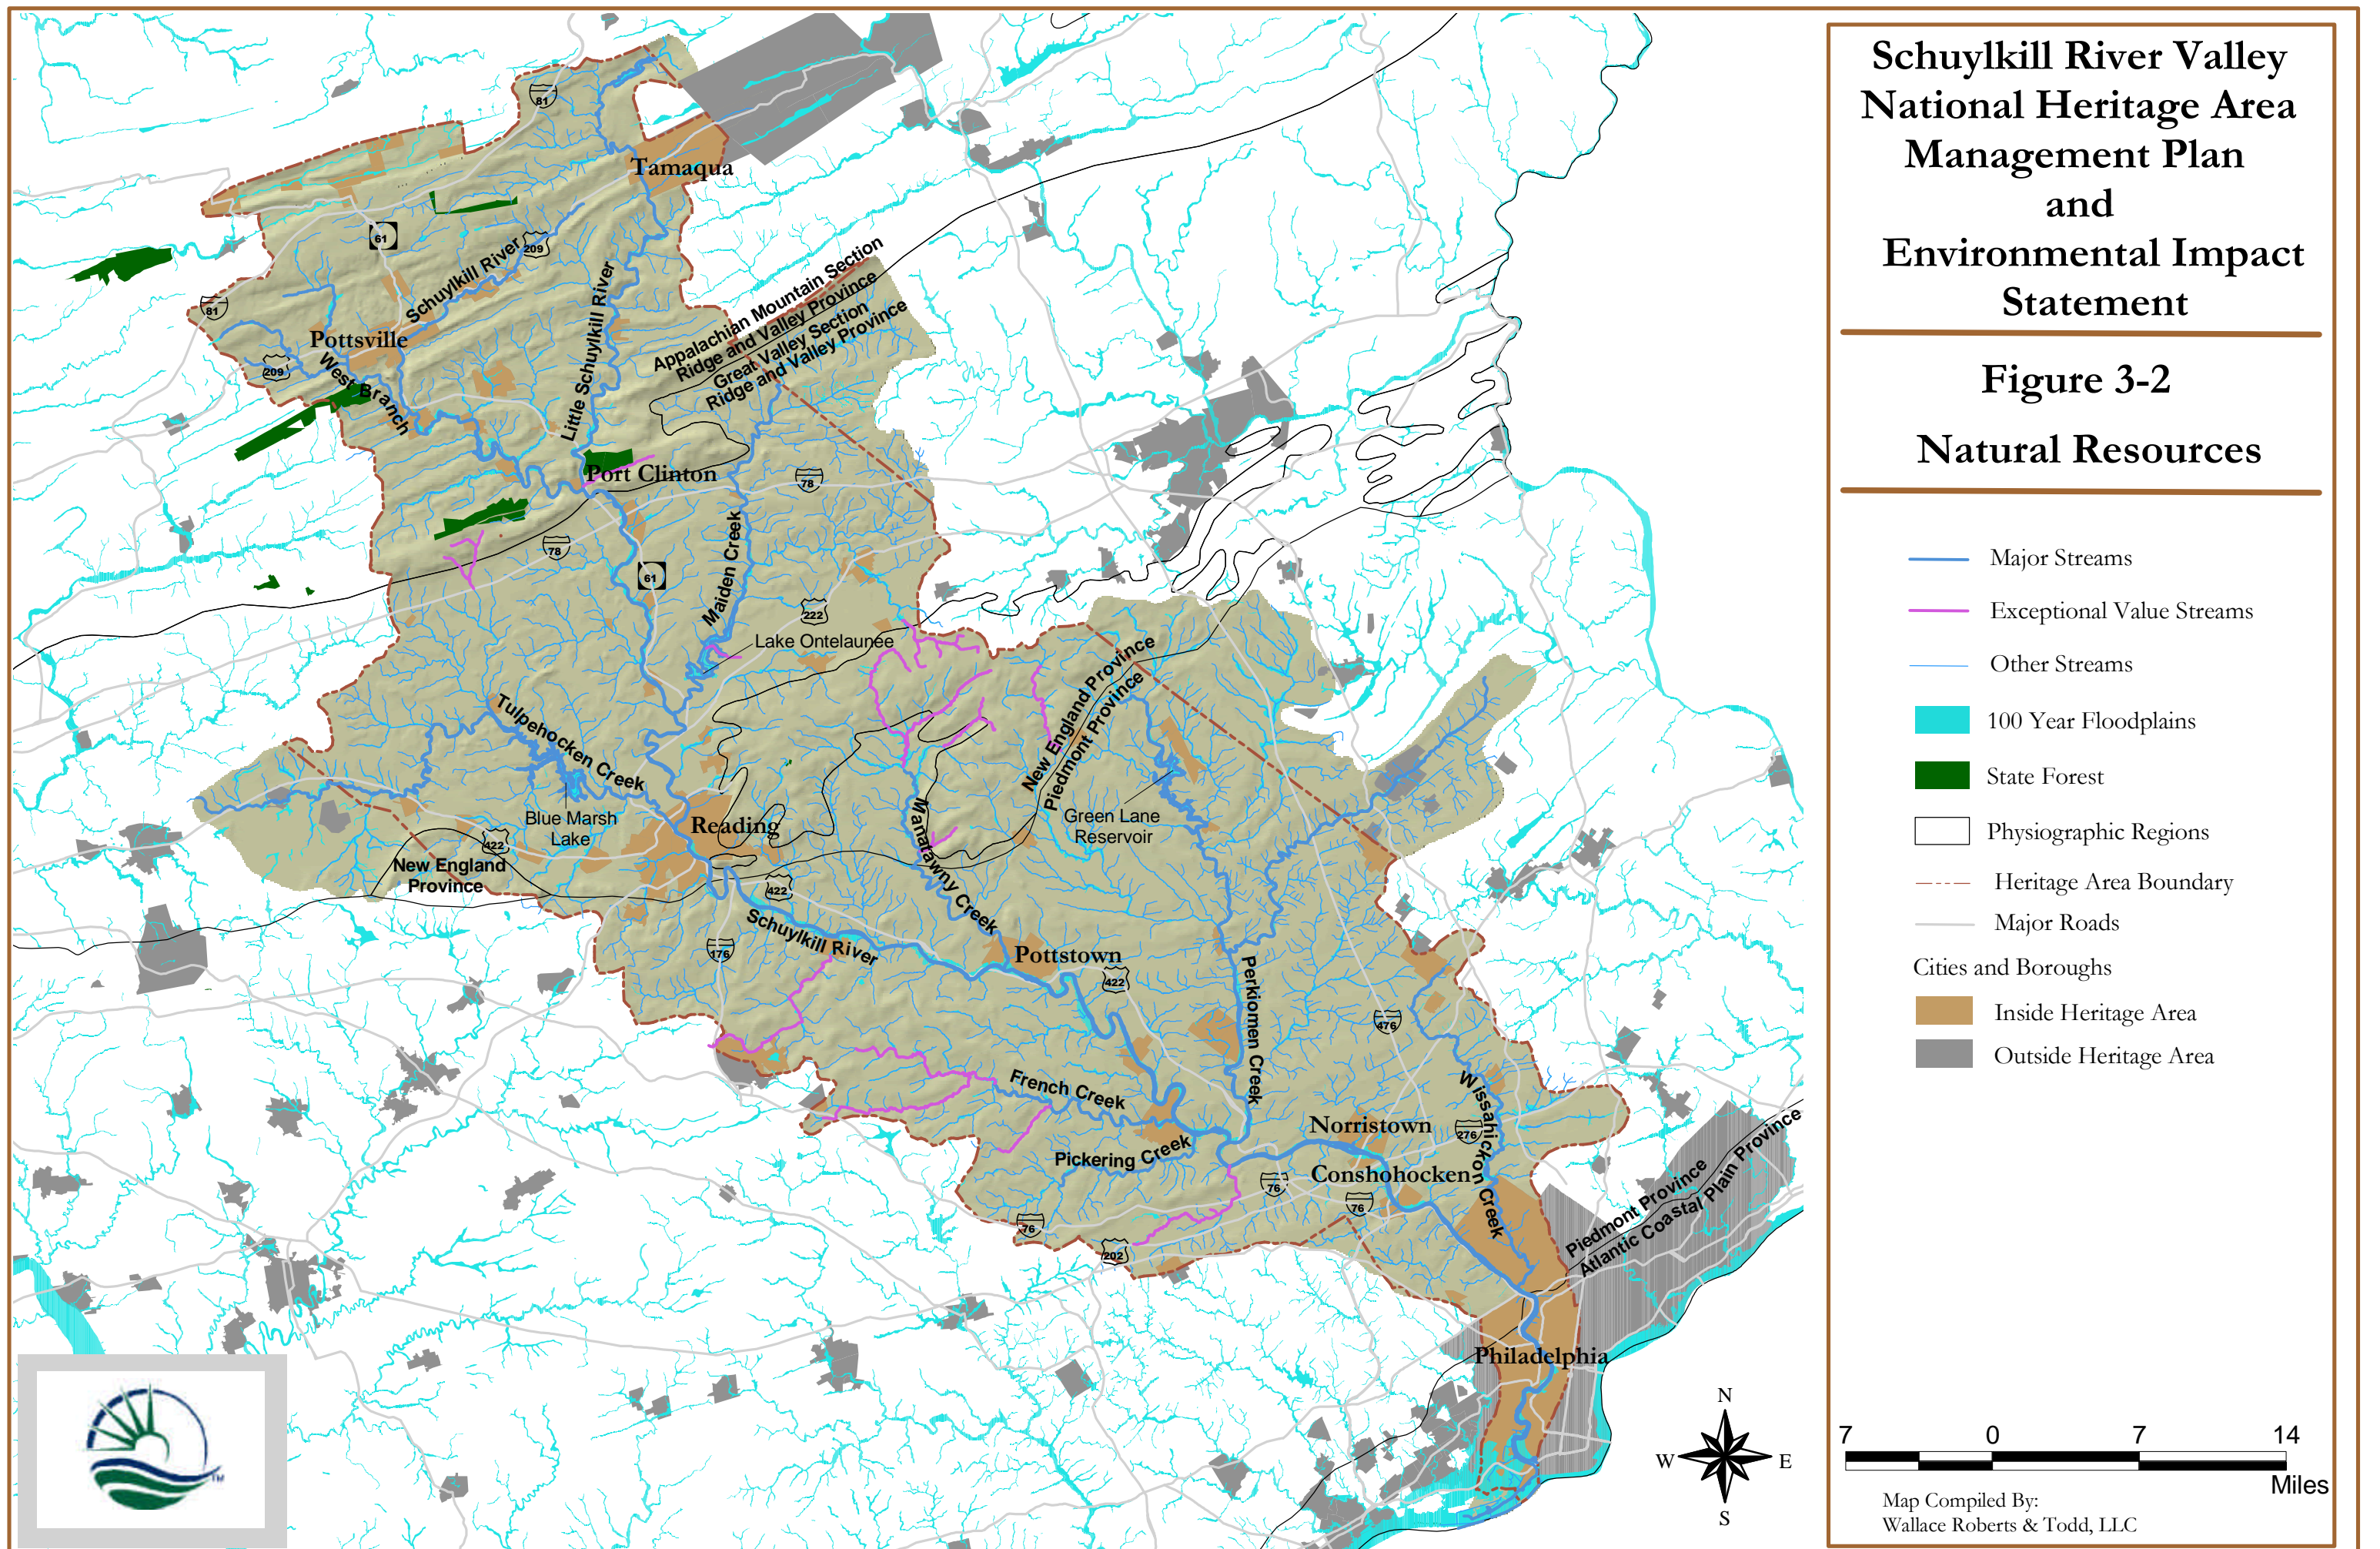 Schuylkill River Valley
National Heritage Area
Management Plan
and
Environmental Impact
Statement
Figure 3-2
Natural Resources
Major Streams
Exceptional Value Streams
Other Streams
100 Year Floodplains
State Forest
Physiographic Regions
Heritage Area Boundary
Major Roads
Cities and Boroughs
Inside Heritage Area
Outside Heritage Area
7 0 7 14
Miles
Map Compiled By:
Wallace Roberts & Todd, LLC
N
W E
S
81
Tamaqua
61
209
Schuylkill River
Little Schuylkill River
81
Pottsville
209
West Branch
Appalachian Mountain Section
Ridge and Valley Province
Great Valley Section
Ridge and Valley Province
Port Clinton
78
78
61
Maiden Creek
222
Lake Ontelaunee
Tulpehocken Creek
Blue Marsh
Lake
Reading
422
New England
Province
422
New England Province
Piedmont Province
Green Lane
Reservoir
Manatawny Creek
Schuylkill River
176
Pottstown
422
Perkiomen Creek
476
French Creek
Wissahickon Creek
Norristown
276
Pickering Creek
Conshohocken
76
76
76
202
Piedmont Province
Atlantic Coastal Plain Province
Philadelphia
TM